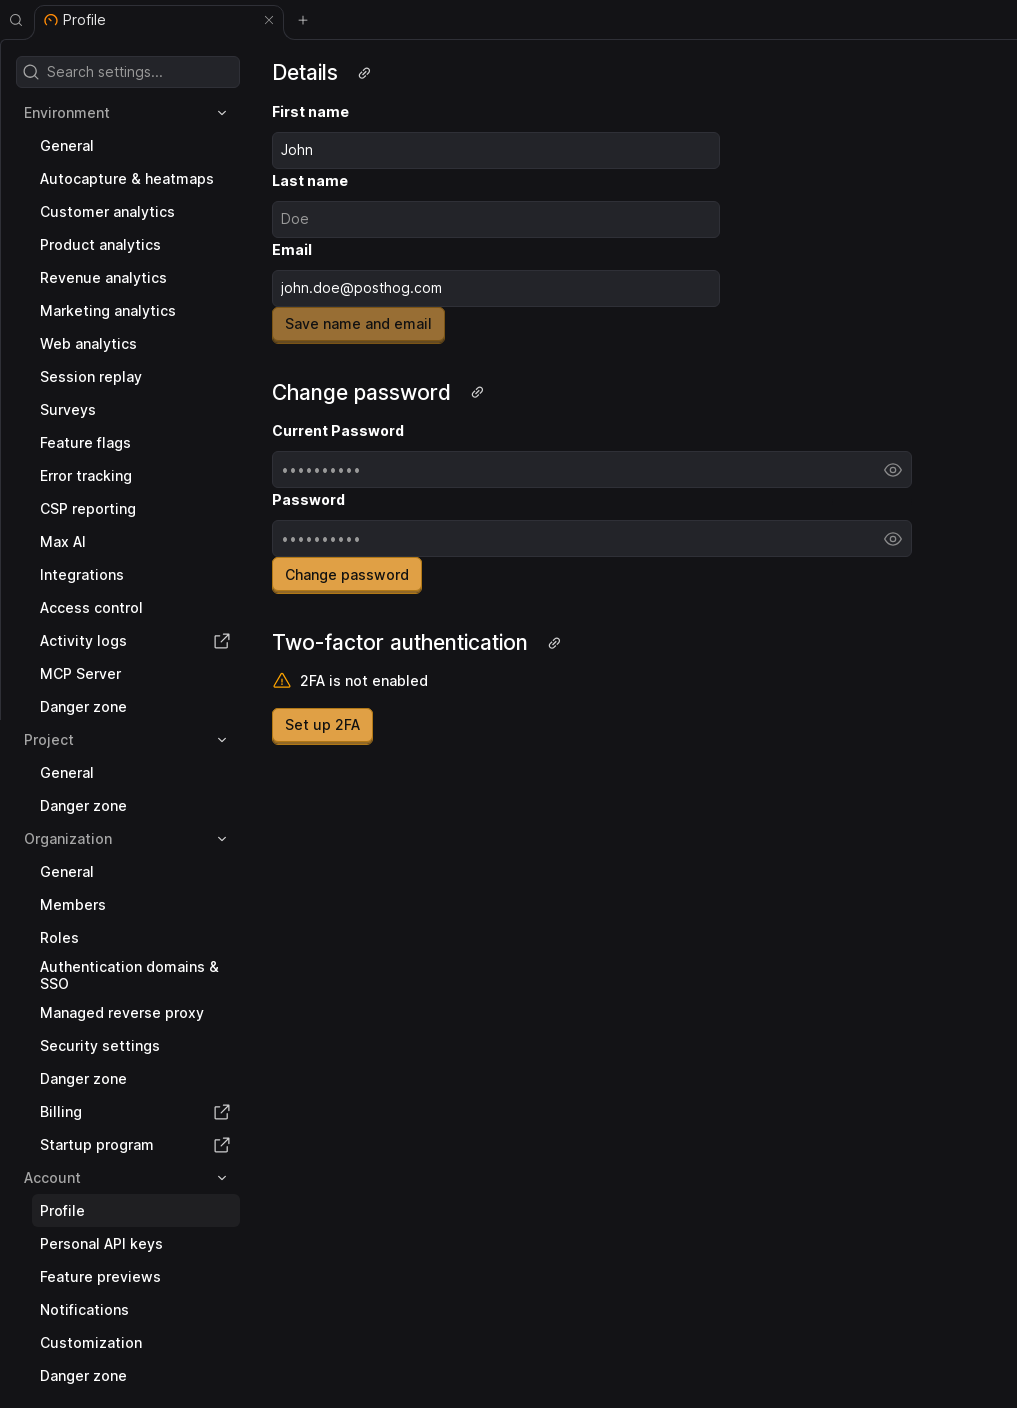 Profile
Search settings...
Environment
General
Autocapture & heatmaps
Customer analytics
Product analytics
Revenue analytics
Marketing analytics
Web analytics
Session replay
Surveys
Feature flags
Error tracking
CSP reporting
Max AI
Integrations
Access control
Activity logs
MCP Server
Danger zone
Project
General
Danger zone
Organization
General
Members
Roles
Authentication domains &
SSO
Managed reverse proxy
Security settings
Danger zone
Billing
Startup program
Account
Profile
Personal API keys
Feature previews
Notifications
Customization
Danger zone
Details
First name
John
Last name
Doe
Email
john.doe@posthog.com
Save name and email
Change password
Current Password
••••••••••
Password
••••••••••
Change password
Two-factor authentication
2FA is not enabled
Set up 2FA